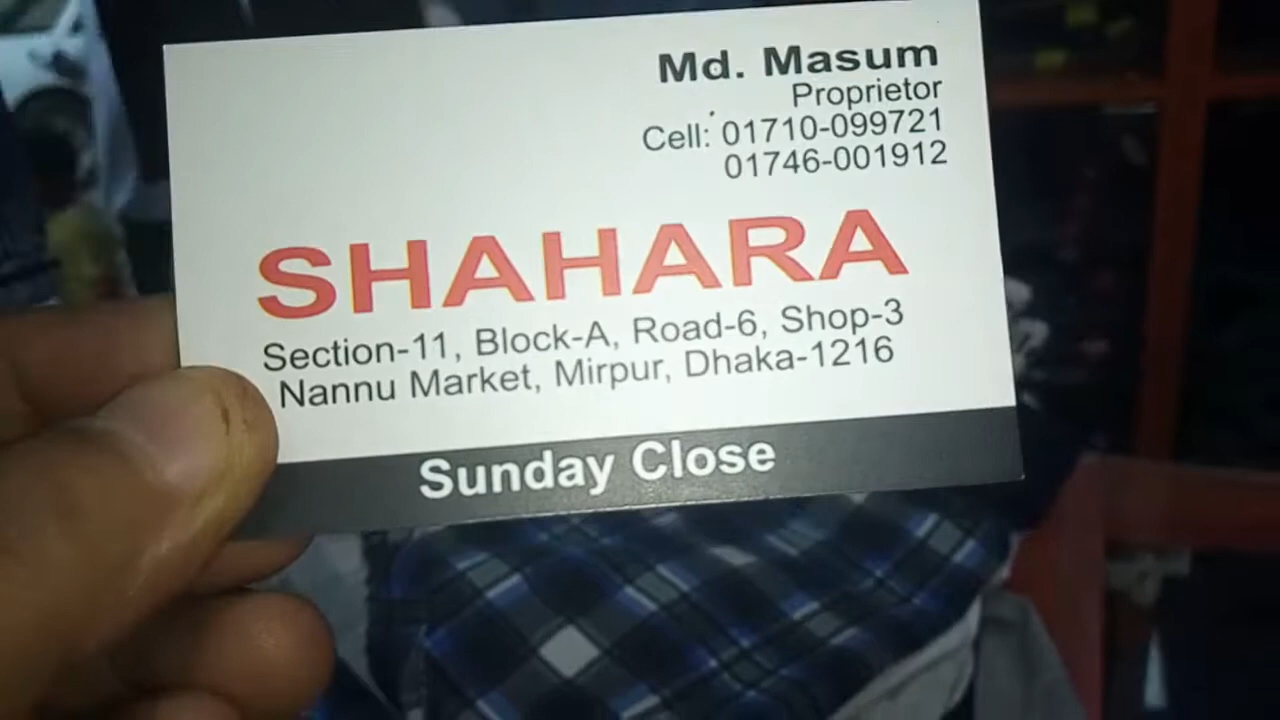 Md. Masum
Proprietor
Cell: 01710-099721
01746-001912
SHAHARA
Section-11, Block-A, Road-6, Shop-3
Nannu Market, Mirpur, Dhaka-1216
Sunday Close